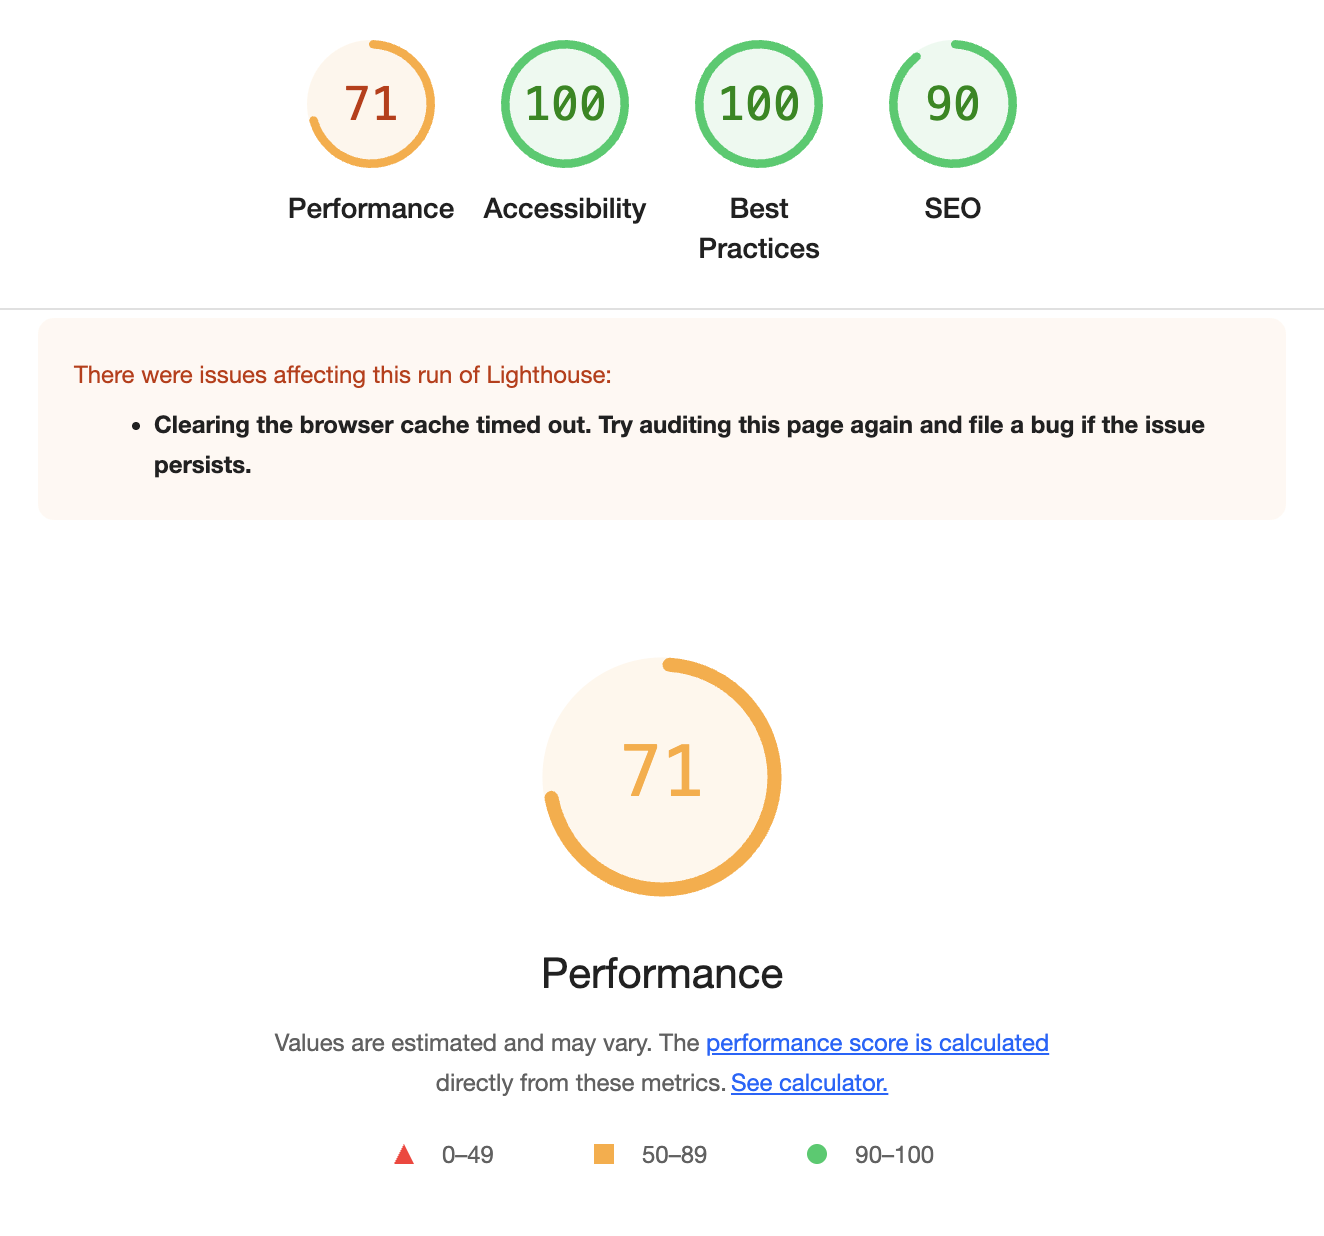 71
100
100
90
Performance
Accessibility
Best
Practices
SEO
There were issues affecting this run of Lighthouse:
• Clearing the browser cache timed out. Try auditing this page again and file a bug if the issue
persists.
71
Performance
Values are estimated and may vary. The performance score is calculated
directly from these metrics. See calculator.
0–49
50–89
90–100